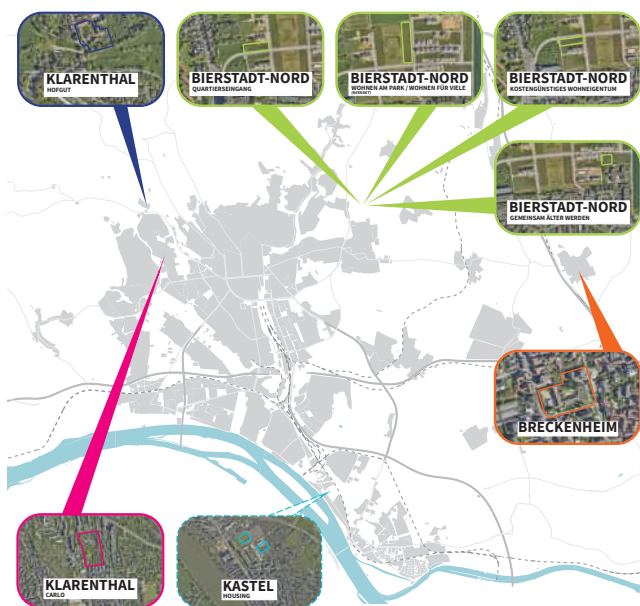 KLARENTHAL
HOFGUT
BIERSTADT-NORD
QUARTIERSEINGANG
BIERSTADT-NORD
WOHNEN AM PARK / WOHNEN FÜR VIELE
(BEENDET)
BIERSTADT-NORD
KOSTENGÜNSTIGES WOHNEIGENTUM
BIERSTADT-NORD
GEMEINSAM ÄLTER WERDEN
BRECKENHEIM
KLARENTHAL
CARLO
KASTEL
HOUSING